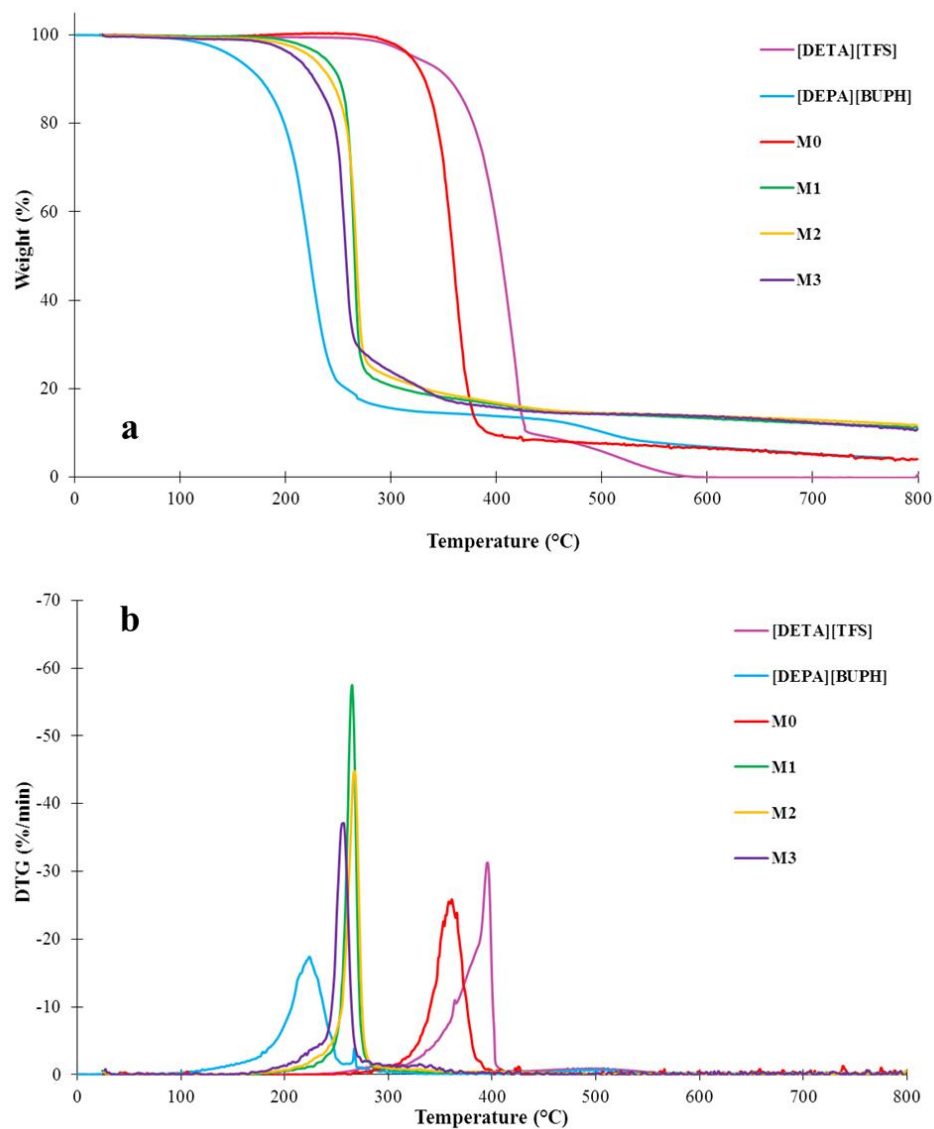 100
80
60
40
20
0
Weight (%)
a
[DETA][TFS]
[DEPA][BUPH]
M0
M1
M2
M3
0 100 200 300 400 500 600 700 800
Temperature (°C)
-70
-60
-50
-40
-30
-20
-10
0
DTG (%/min)
b
[DETA][TFS]
[DEPA][BUPH]
M0
M1
M2
M3
0 100 200 300 400 500 600 700 800
Temperature (°C)